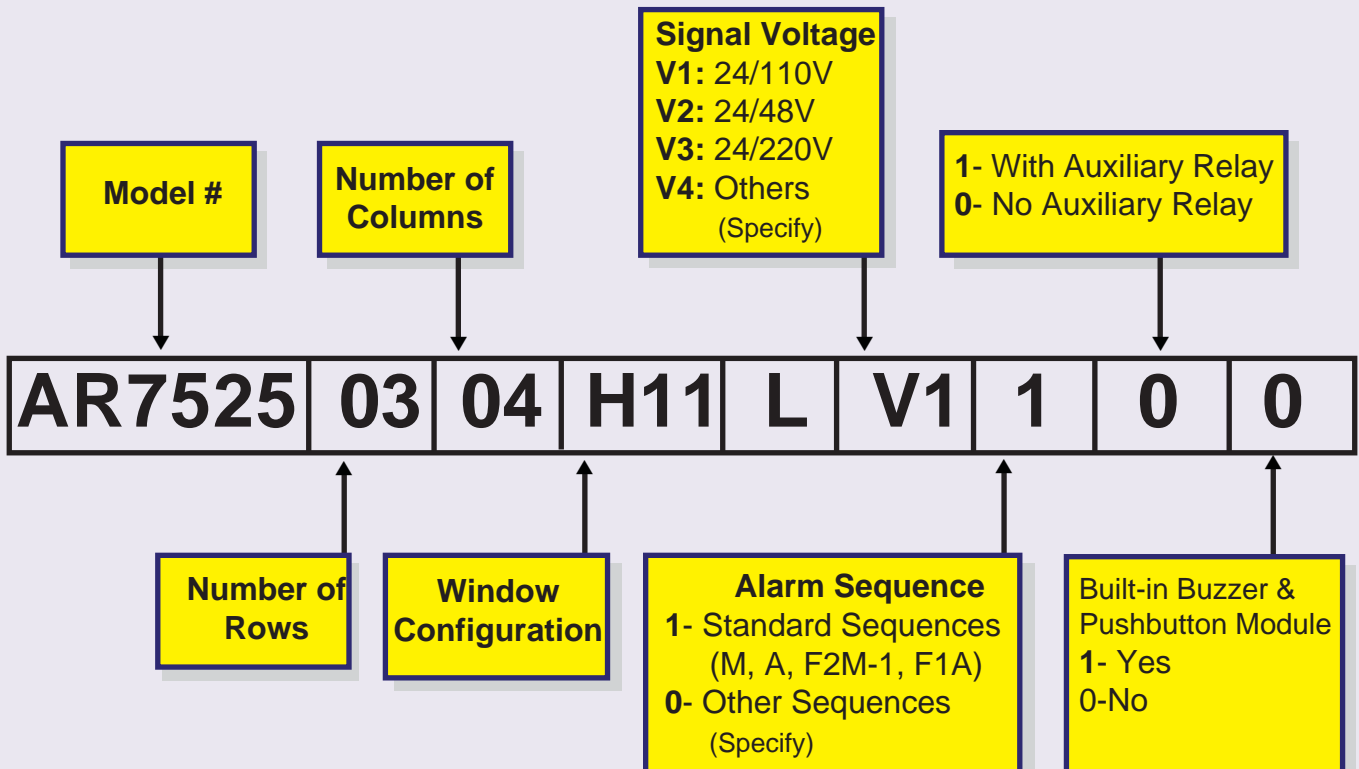 Signal Voltage
V1: 24/110V
V2: 24/48V
V3: 24/220V
V4: Others
(Specify)
Model #
Number of
Columns
1- With Auxiliary Relay
0- No Auxiliary Relay
AR7525 03 04 H11 L V1 1 0 0
Number of
Rows
Window
Configuration
Alarm Sequence
1- Standard Sequences
(M, A, F2M-1, F1A)
0- Other Sequences
(Specify)
Built-in Buzzer &
Pushbutton Module
1- Yes
0-No